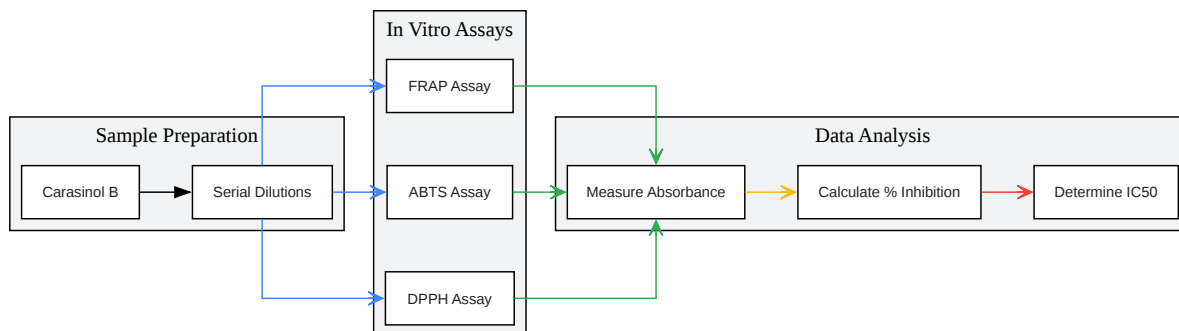 Sample Preparation
Carasinol B
Serial Dilutions
In Vitro Assays
FRAP Assay
ABTS Assay
DPPH Assay
Data Analysis
Measure Absorbance
Calculate % Inhibition
Determine IC50